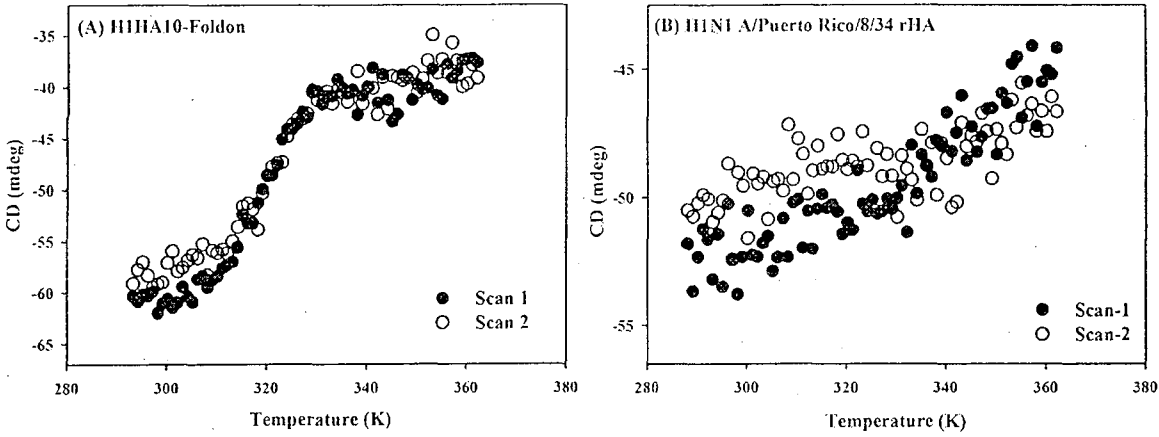 (A) H1HA10-Foldon
-35
-40
-45
-50
-55
-60
-65
CD (mdeg)
Scan 1
Scan 2
280
300
320
340
360
380
Temperature (K)
(B) H1N1 A/Puerto Rico/8/34 rHA
-45
-50
-55
CD (mdeg)
Scan-1
Scan-2
280
300
320
340
360
380
Temperature (K)